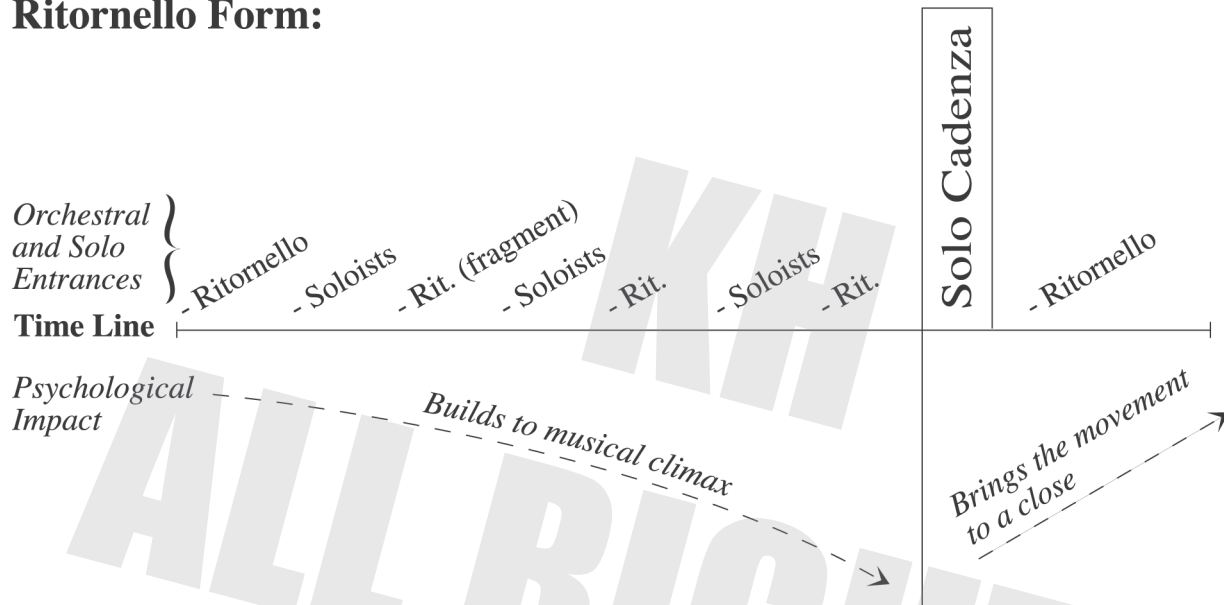 Ritornello Form:
Solo Cadenza
Orchestral
and Solo
Entrances
- Ritornello
- Soloists
- Rit. (fragment)
- Soloists
- Rit.
- Soloists
- Rit.
- Ritornello
Time Line
Psychological
Impact
Builds to musical climax
Brings the movement
to a close
KH
ALL RIGHT